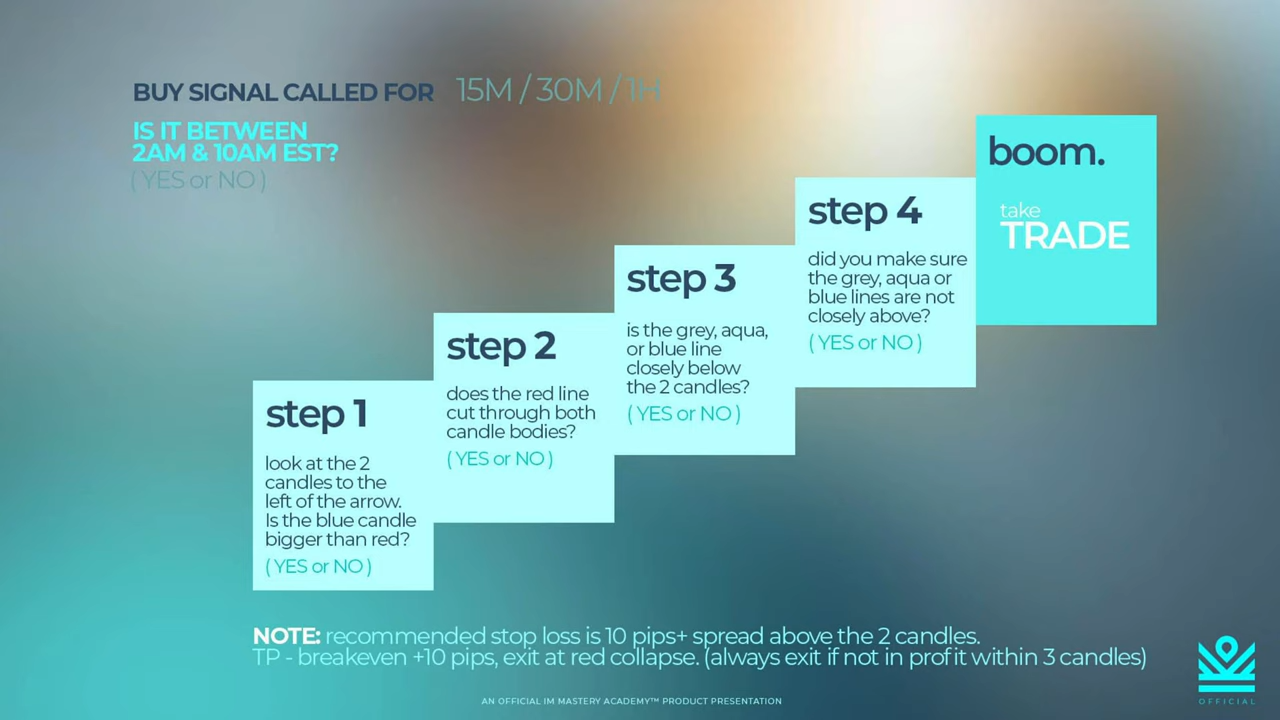 BUY SIGNAL CALLED FOR 15M / 30M / 1H
IS IT BETWEEN
2AM & 10AM EST?
( YES or NO )
step 1
look at the 2
candles to the
left of the arrow.
Is the blue candle
bigger than red?
( YES or NO )
step 2
does the red line
cut through both
candle bodies?
( YES or NO )
step 3
is the grey, aqua,
or blue line
closely below
the 2 candles?
( YES or NO )
step 4
did you make sure
the grey, aqua or
blue lines are not
closely above?
( YES or NO )
boom.
take
TRADE
NOTE: recommended stop loss is 10 pips+ spread above the 2 candles.
TP - breakeven +10 pips, exit at red collapse. (always exit if not in profit within 3 candles)
AN OFFICIAL IM MASTERY ACADEMY™ PRODUCT PRESENTATION
OFFICIAL